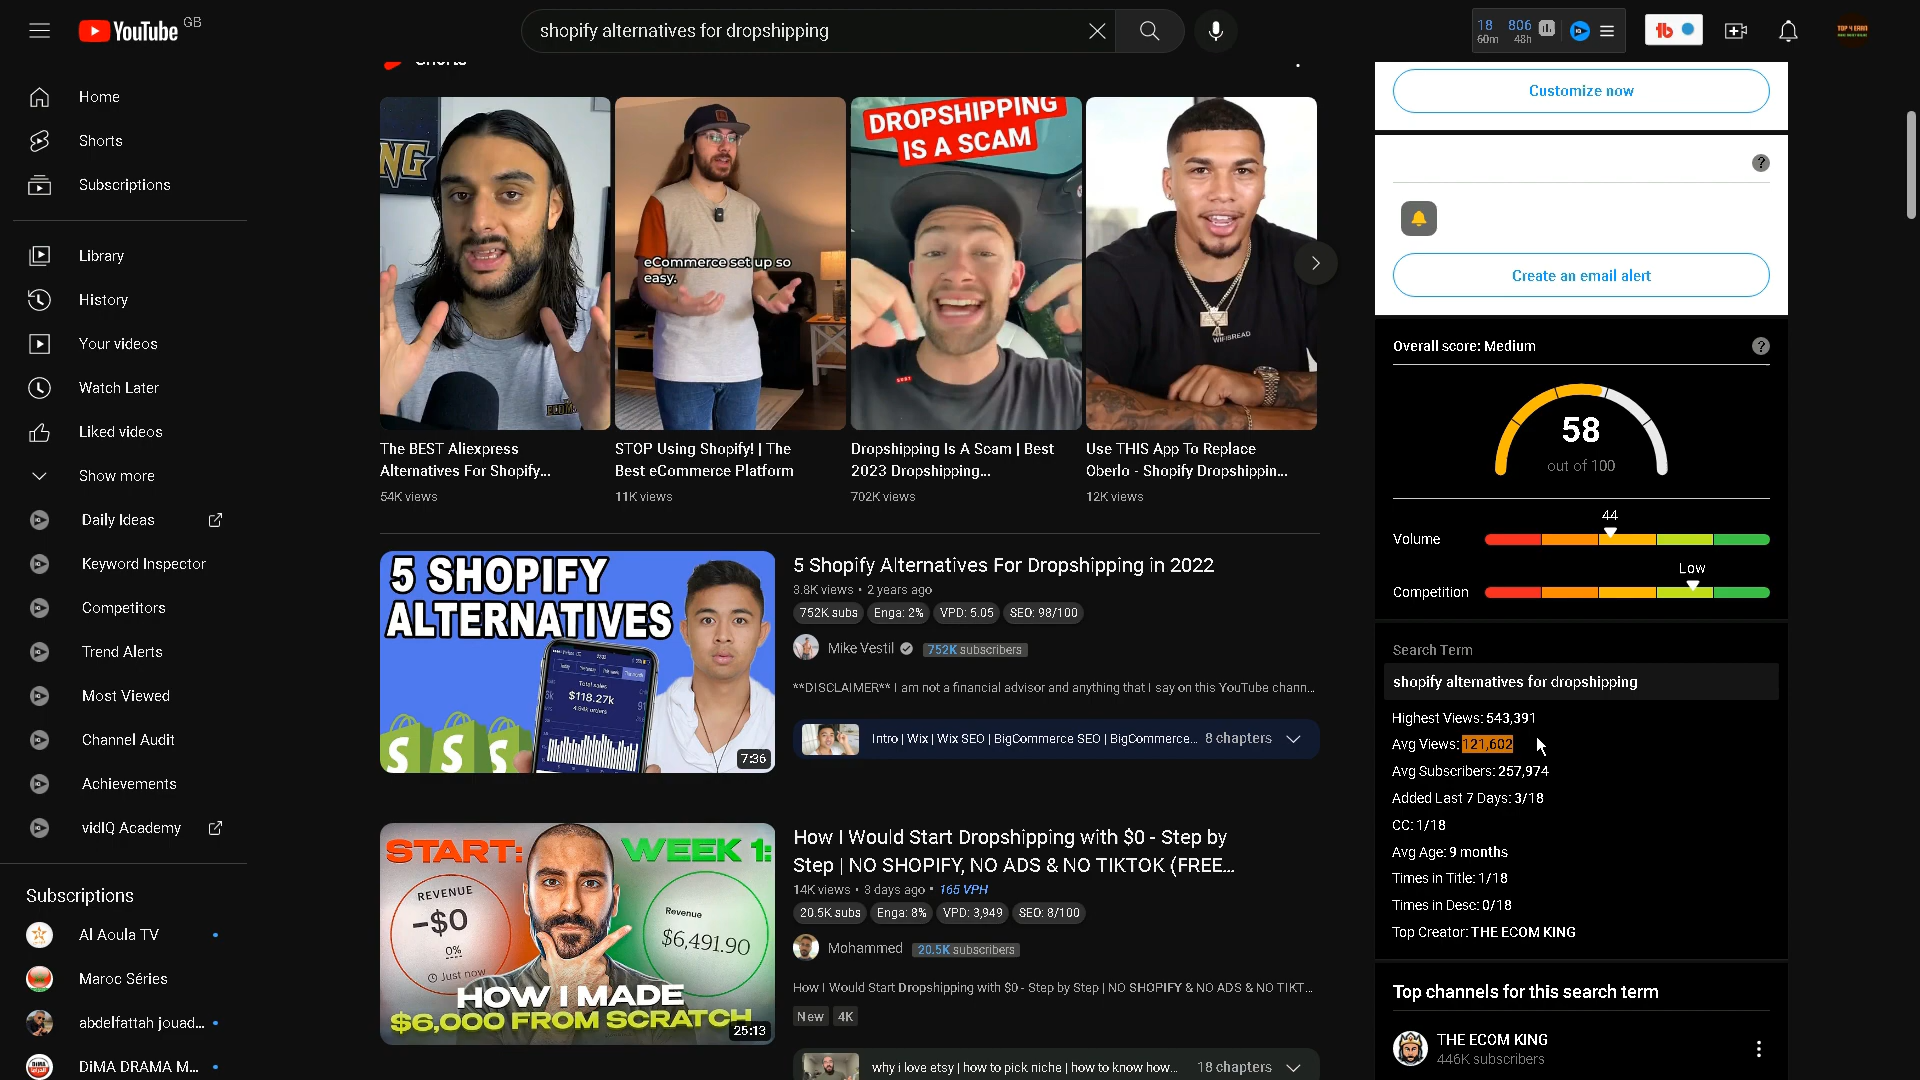 YouTube GB
shopify alternatives for dropshipping
18 806
60m 48h
Home
Shorts
Subscriptions
Library
History
Your videos
Watch Later
Liked videos
Show more
Daily Ideas
Keyword Inspector
Competitors
Trend Alerts
Most Viewed
Channel Audit
Achievements
vidIQ Academy
Subscriptions
Al Aoula TV
Maroc Séries
abdelfattah jouad...
DiMA DRAMA M...
Shorts
DROPSHIPPING
IS A SCAM
eCommerce set up so
easy.
The BEST Aliexpress
Alternatives For Shopify...
54K views
STOP Using Shopify! | The
Best eCommerce Platform
11K views
Dropshipping Is A Scam | Best
2023 Dropshipping...
702K views
Use THIS App To Replace
Oberlo - Shopify Dropshippin...
12K views
5 SHOPIFY
ALTERNATIVES
Total sales
$118.27k
7:36
5 Shopify Alternatives For Dropshipping in 2022
3.8K views • 2 years ago
752K subs Enga: 2% VPD: 5.05 SEO: 98/100
Mike Vestil 752K subscribers
**DISCLAIMER** I am not a financial advisor and anything that I say on this YouTube chann...
Intro | Wix | Wix SEO | BigCommerce SEO | BigCommerce... 8 chapters
START: WEEK 1:
REVENUE
-$0
0%
Just now
Revenue
$6,491.90
HOW I MADE
$6,000 FROM SCRATCH
25:13
How I Would Start Dropshipping with $0 - Step by
Step | NO SHOPIFY, NO ADS & NO TIKTOK (FREE...
14K views • 3 days ago • 165 VPH
20.5K subs Enga: 8% VPD: 3,949 SEO: 8/100
Mohammed 20.5K subscribers
How I Would Start Dropshipping with $0 - Step by Step | NO SHOPIFY & NO ADS & NO TIKT...
New 4K
why i love etsy | how to pick niche | how to know how... 18 chapters
Customize now
Create an email alert
Overall score: Medium
58
out of 100
44
Volume
Low
Competition
Search Term
shopify alternatives for dropshipping
Highest Views: 543,391
Avg Views: 121,602
Avg Subscribers: 257,974
Added Last 7 Days: 3/18
CC: 1/18
Avg Age: 9 months
Times in Title: 1/18
Times in Desc: 0/18
Top Creator: THE ECOM KING
Top channels for this search term
THE ECOM KING
446K subscribers